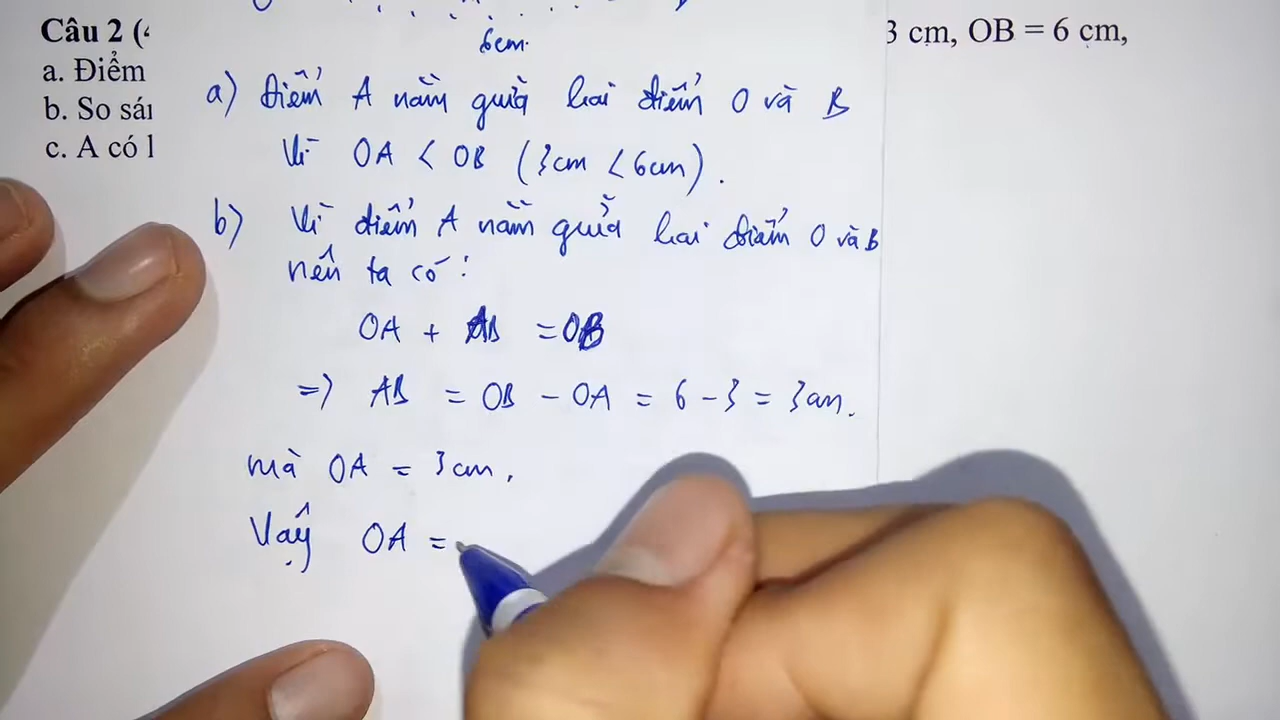 6cm.
Câu 2 (
3 cm, OB = 6 cm,
a. Điểm
b. So sán
c. A có l
a) Điểm A nằm giữa hai điểm O và B
Vì OA < OB (3cm < 6cm).
b) Vì điểm A nằm giữa hai điểm O và B
nên ta có:
OA + AB = OB
=> AB = OB - OA = 6 - 3 = 3cm.
mà OA = 3cm.
Vậy OA =